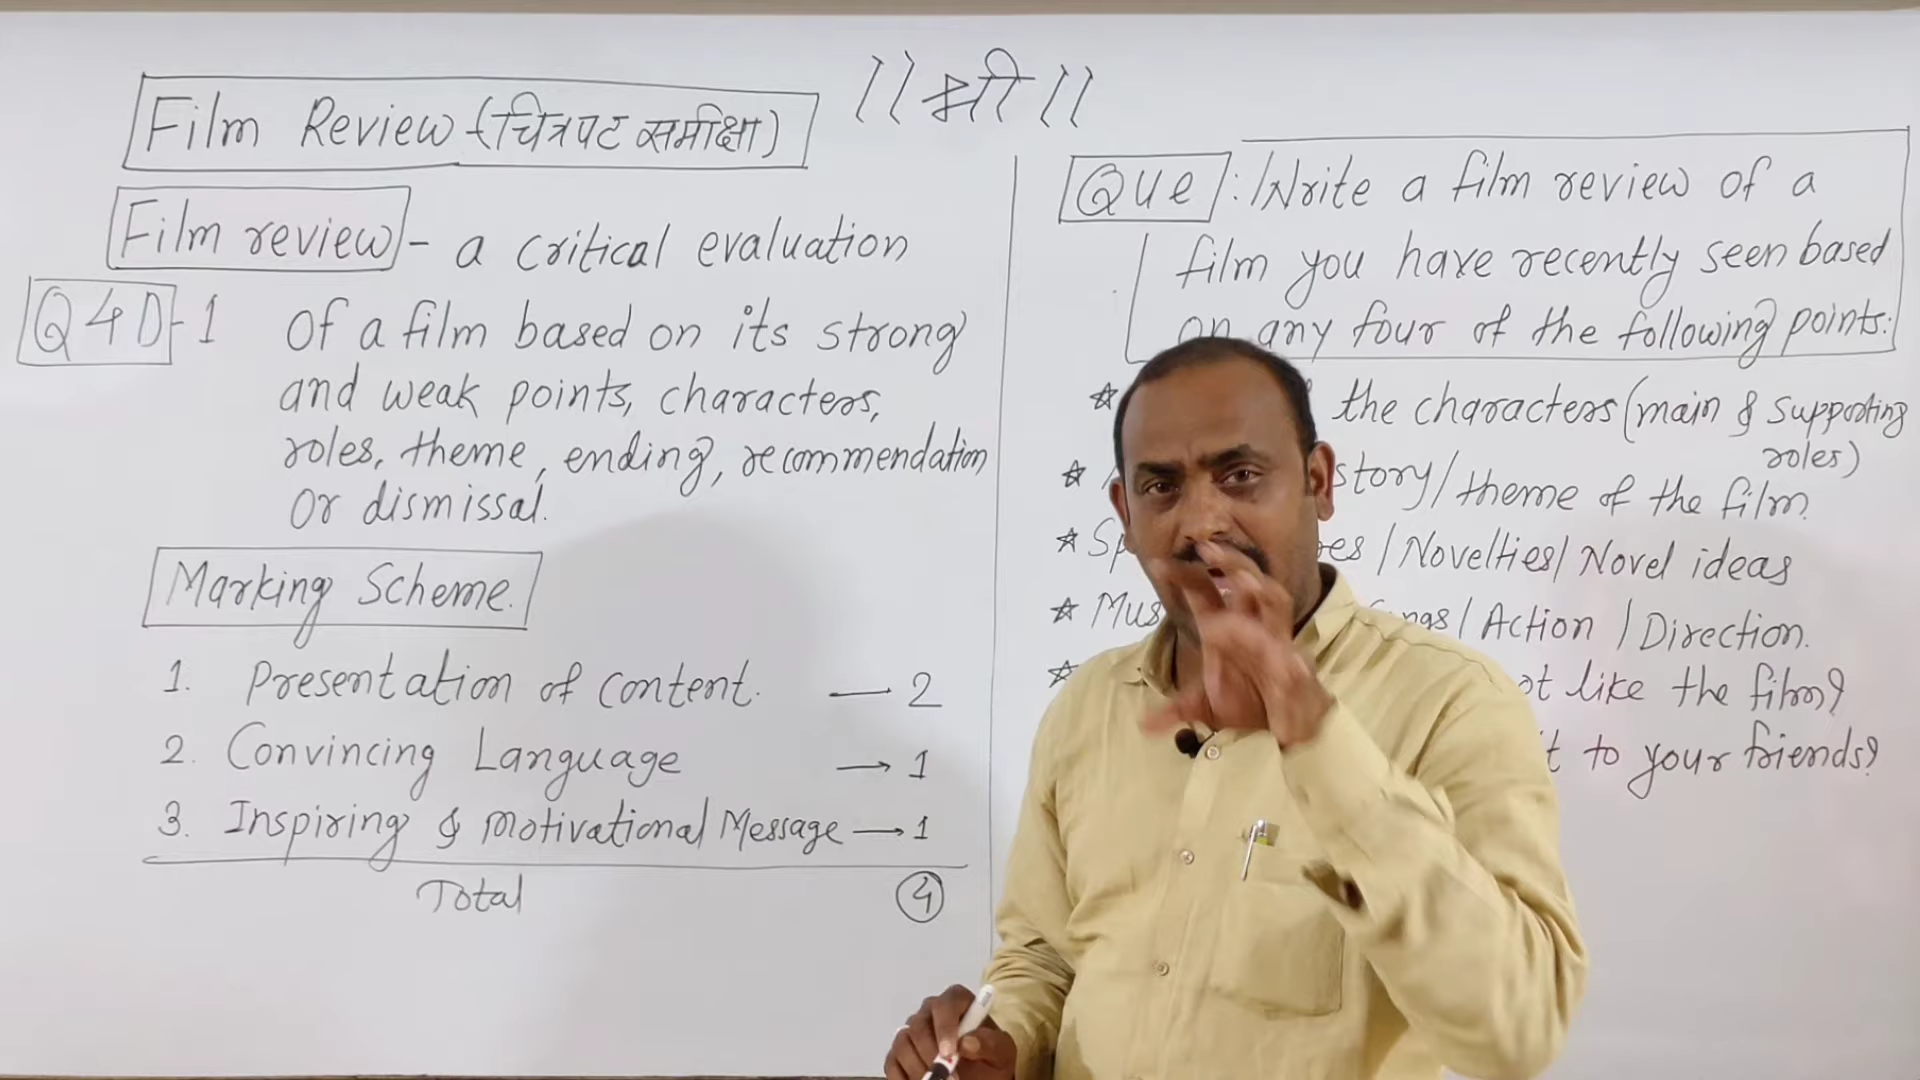 ।। श्री ।।
Film Review - (चित्रपट समीक्षा)
Film review - a critical evaluation
Q4D-1 of a film based on its strong
and weak points, characters,
roles, theme, ending, recommendation
or dismissal.
Marking Scheme.
1. Presentation of content. — 2
2. Convincing Language → 1
3. Inspiring & Motivational Message → 1
Total 4
Que: Write a film review of a
film you have recently seen based
on any four of the following points:
☆ the characters (main & supporting
roles)
☆ story/theme of the film.
☆ /Novelties/Novel ideas
☆ /Action/Direction.
☆ like the film?
to your friends?